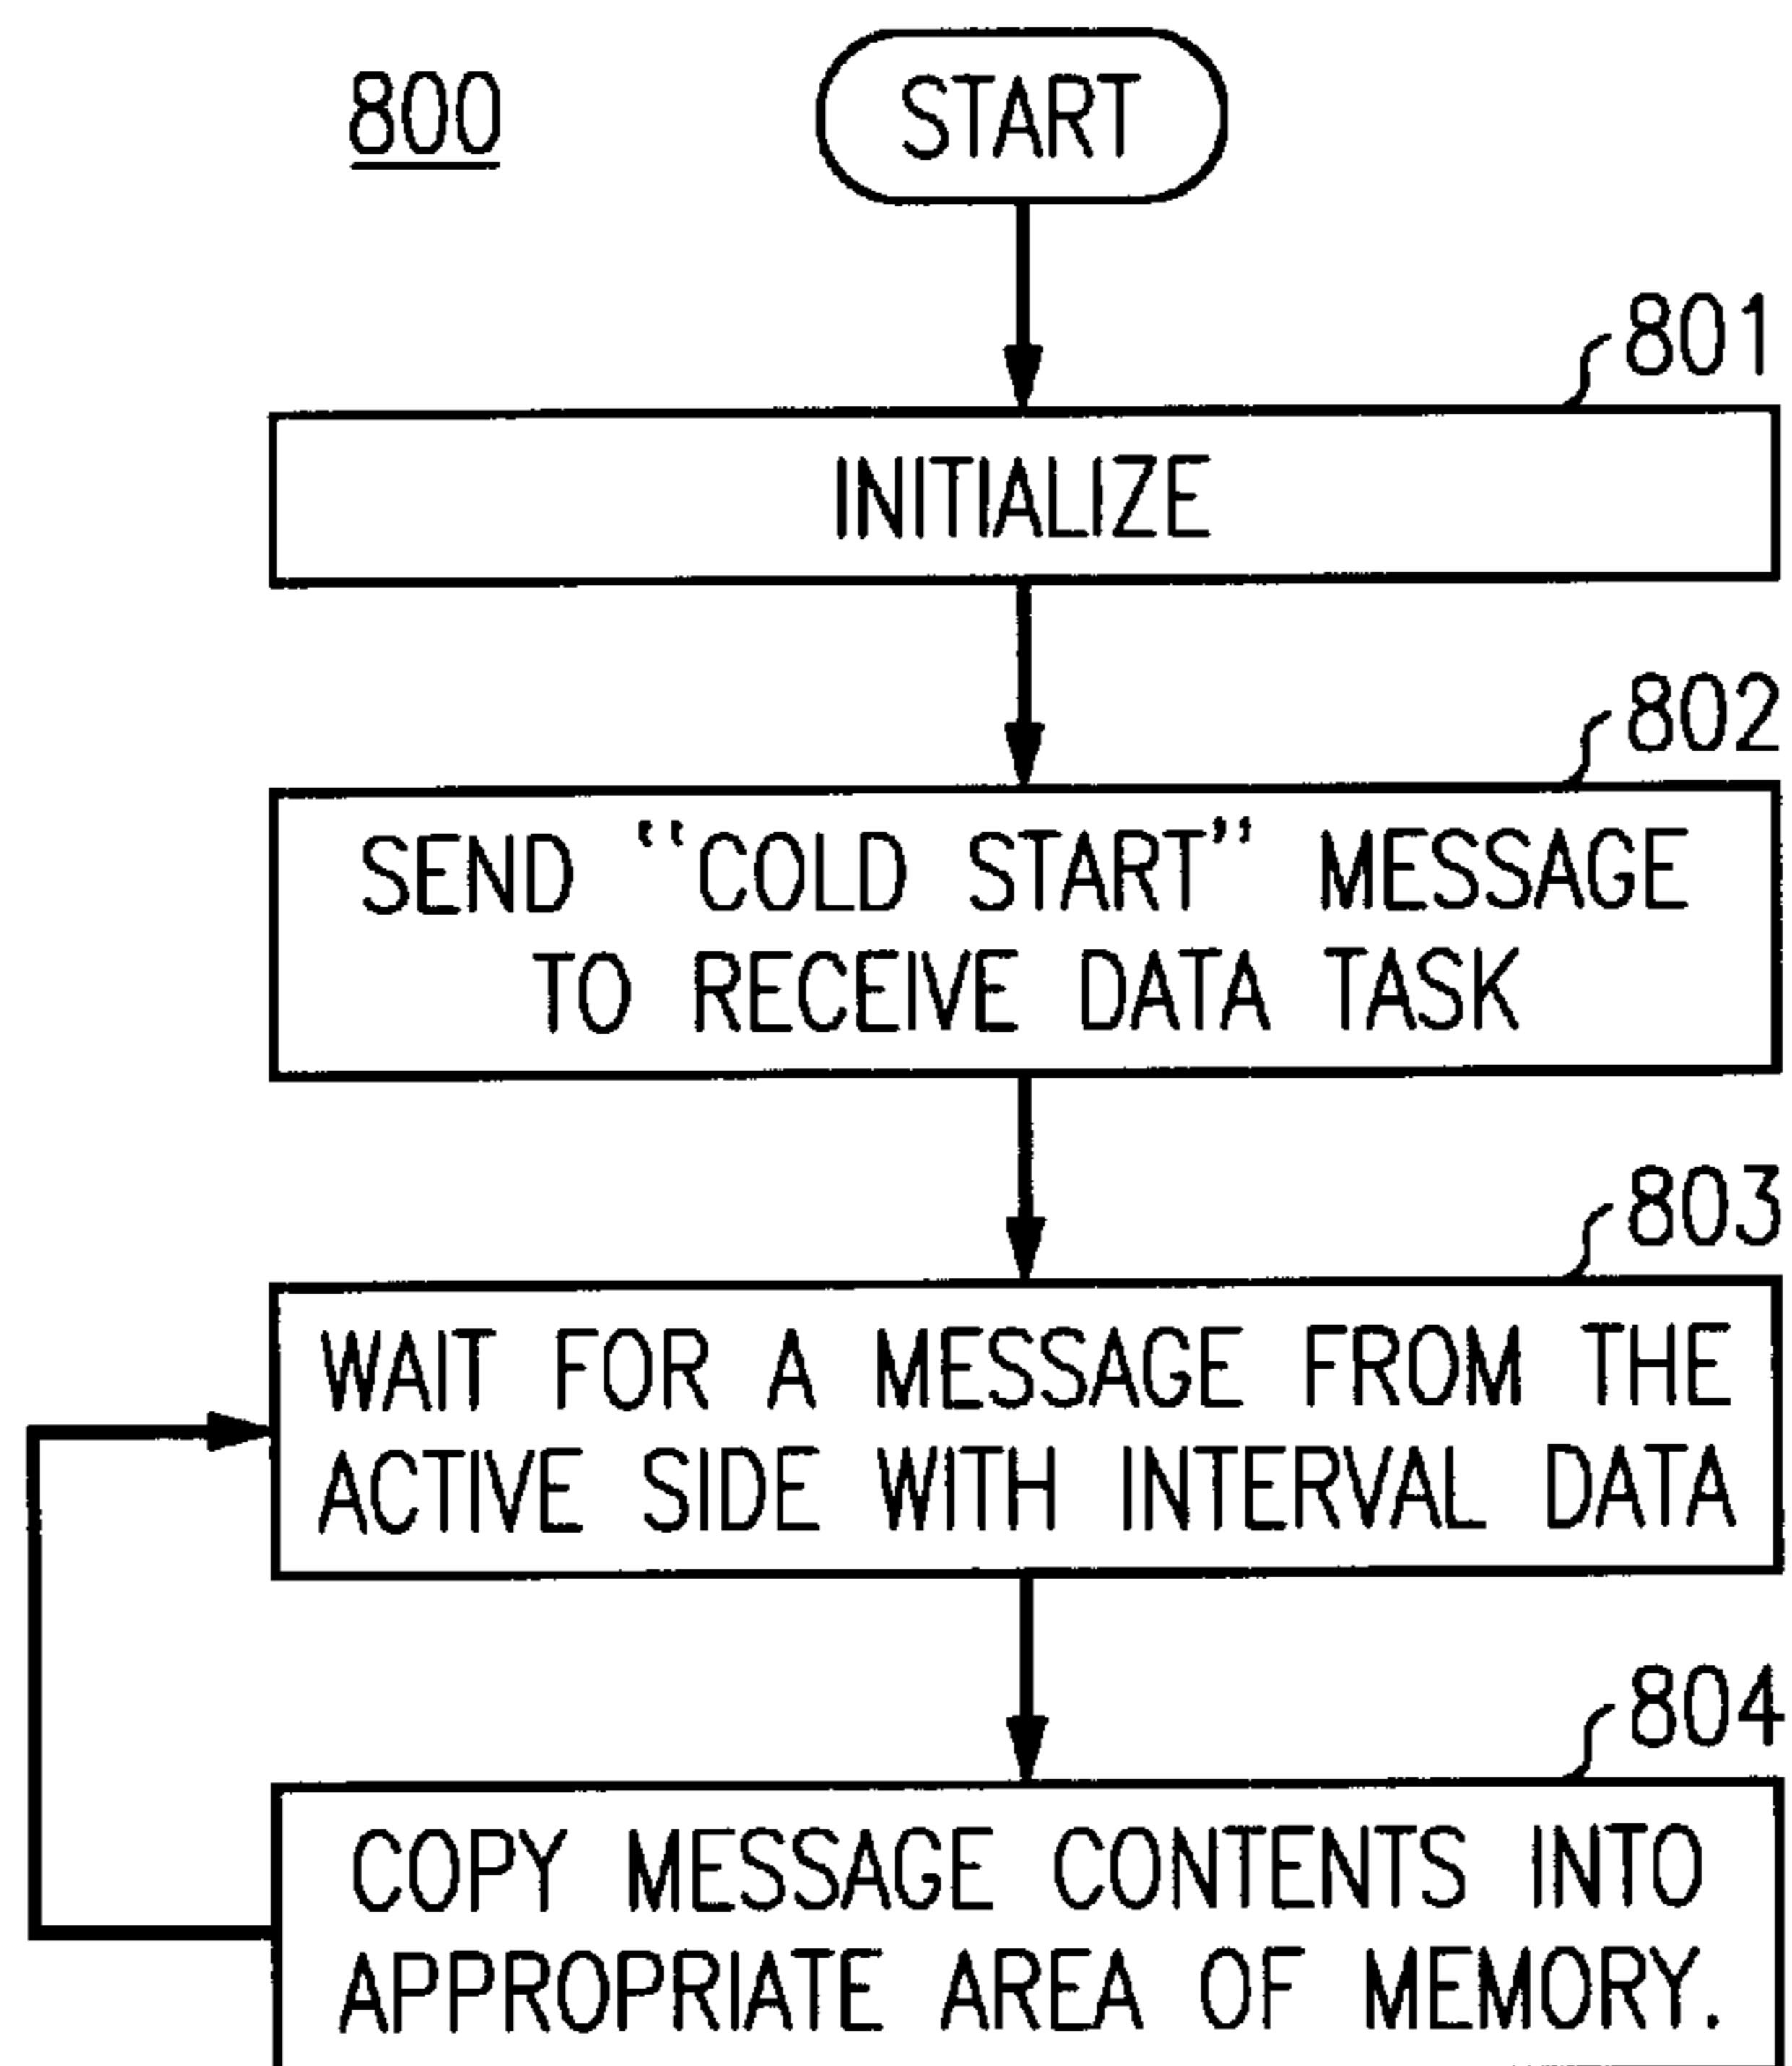 800
START
801
INITIALIZE
802
SEND "COLD START" MESSAGE
TO RECEIVE DATA TASK
803
WAIT FOR A MESSAGE FROM THE
ACTIVE SIDE WITH INTERVAL DATA
804
COPY MESSAGE CONTENTS INTO
APPROPRIATE AREA OF MEMORY.